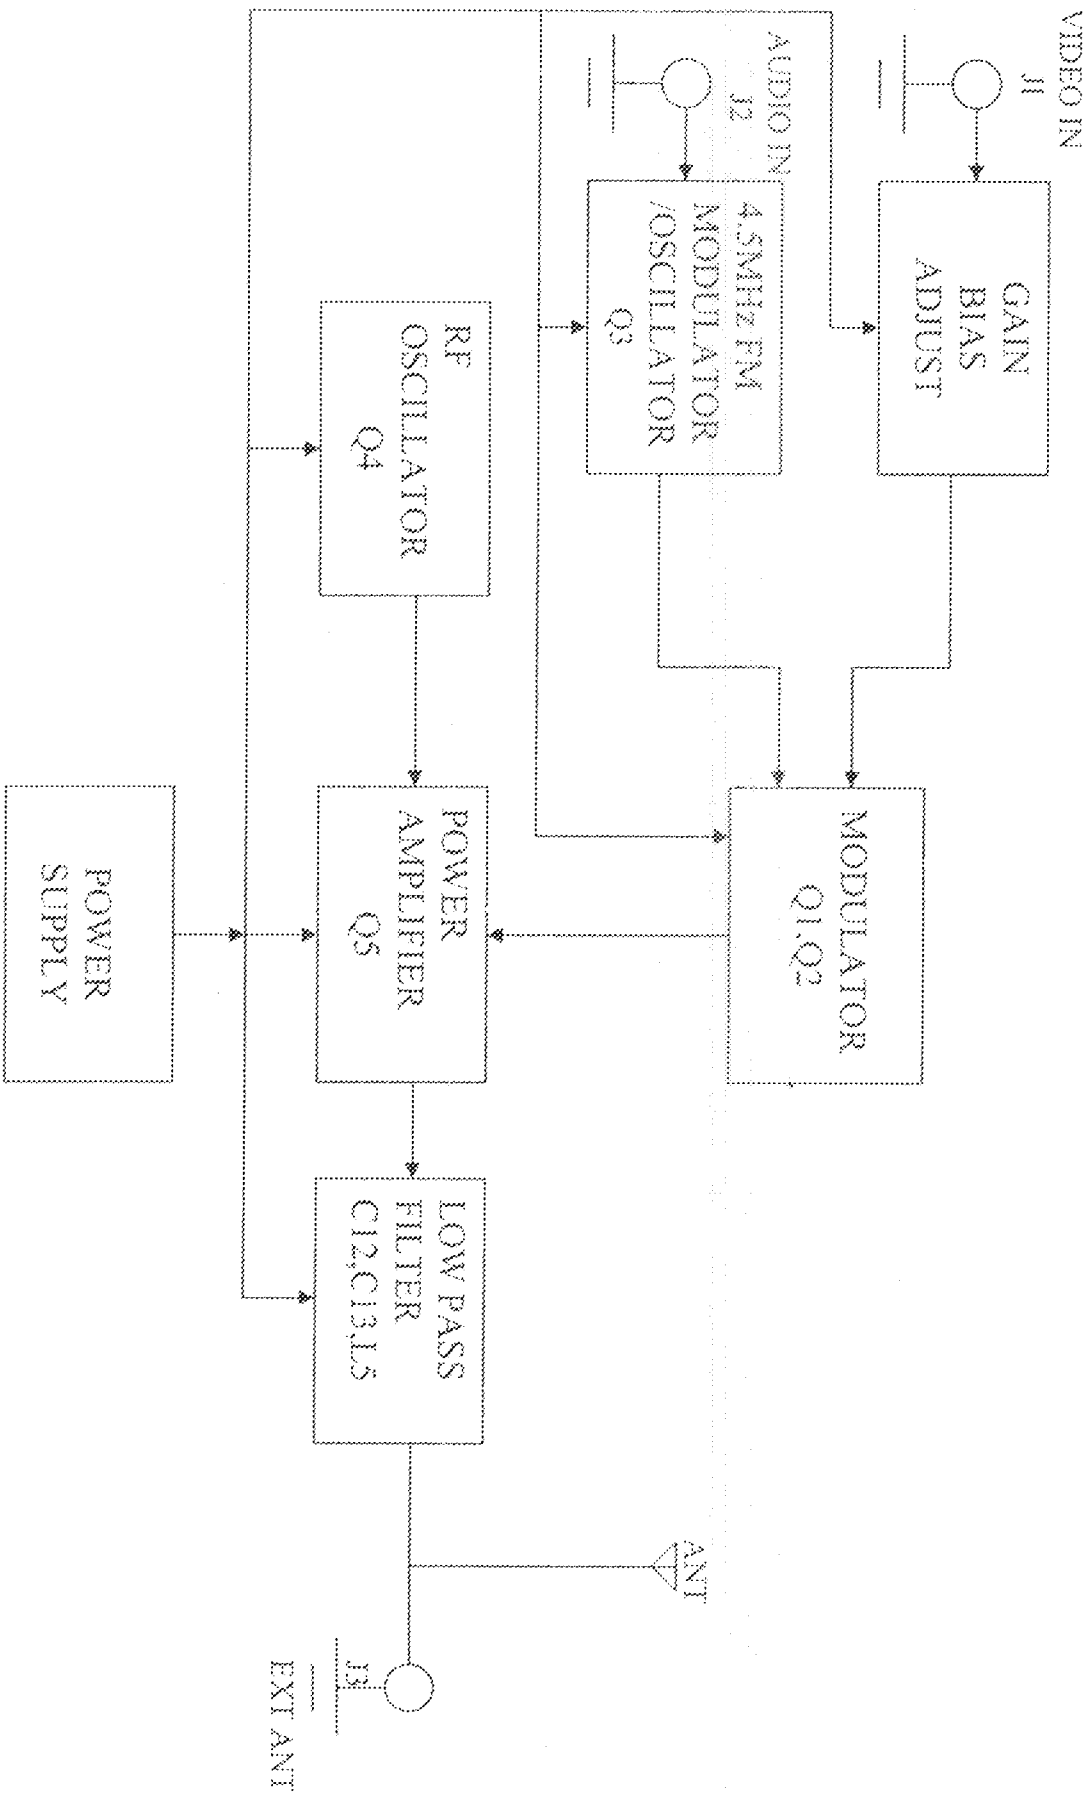 VIDEO IN
J1
GAIN
BIAS
ADJUST
AUDIO IN
J2
4.5MHz FM
MODULATOR
/OSCILLATOR
Q3
MODULATOR
Q1,Q2
RF
OSCILLATOR
Q4
POWER
AMPLIFIER
Q5
LOW PASS
FILTER
C12,C13,L5
ANT
J3
EXT ANT
POWER
SUPPLY